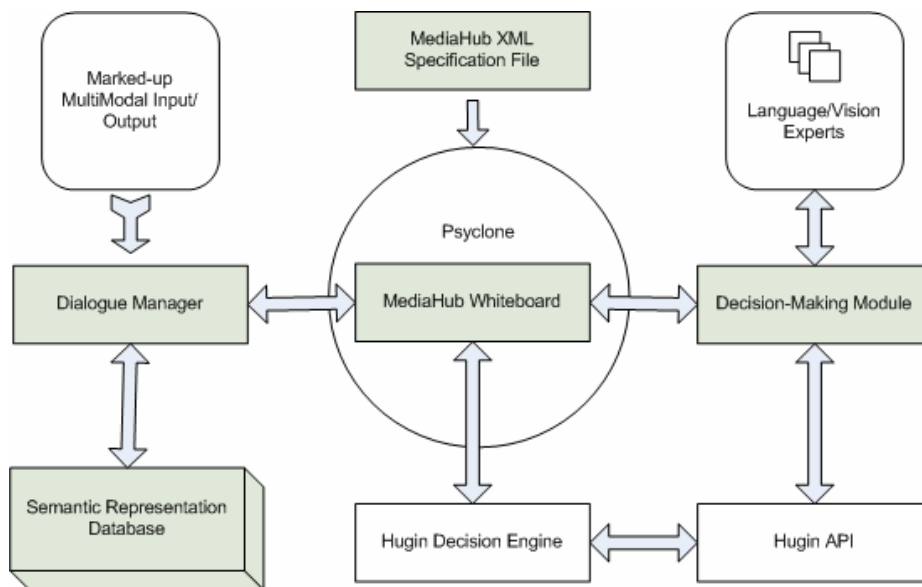 Marked-up
MultiModal Input/
Output
MediaHub XML
Specification File
Language/Vision
Experts
Psyclone
Dialogue Manager
MediaHub Whiteboard
Decision-Making Module
Semantic Representation
Database
Hugin Decision Engine
Hugin API